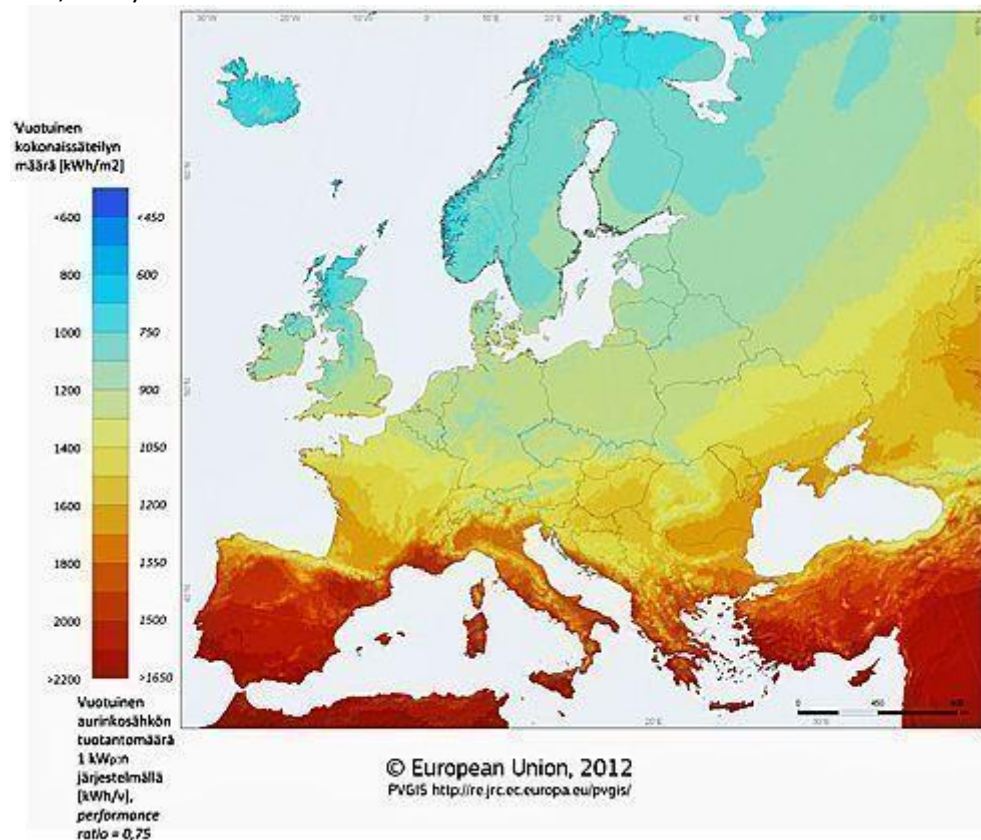 Vuotuinen
kokonaissäteilyn
määrä [kWh/m2]
<600 <450
800 600
1000 750
1200 900
1400 1050
1600 1200
1800 1350
2000 1500
>2200 >1650
Vuotuinen
aurinkosähkön
tuotantomäärä
1 kWp:n
järjestelmällä
[kWh/v],
performance
ratio = 0,75
© European Union, 2012
PVGIS http://re.jrc.ec.europa.eu/pvgis/